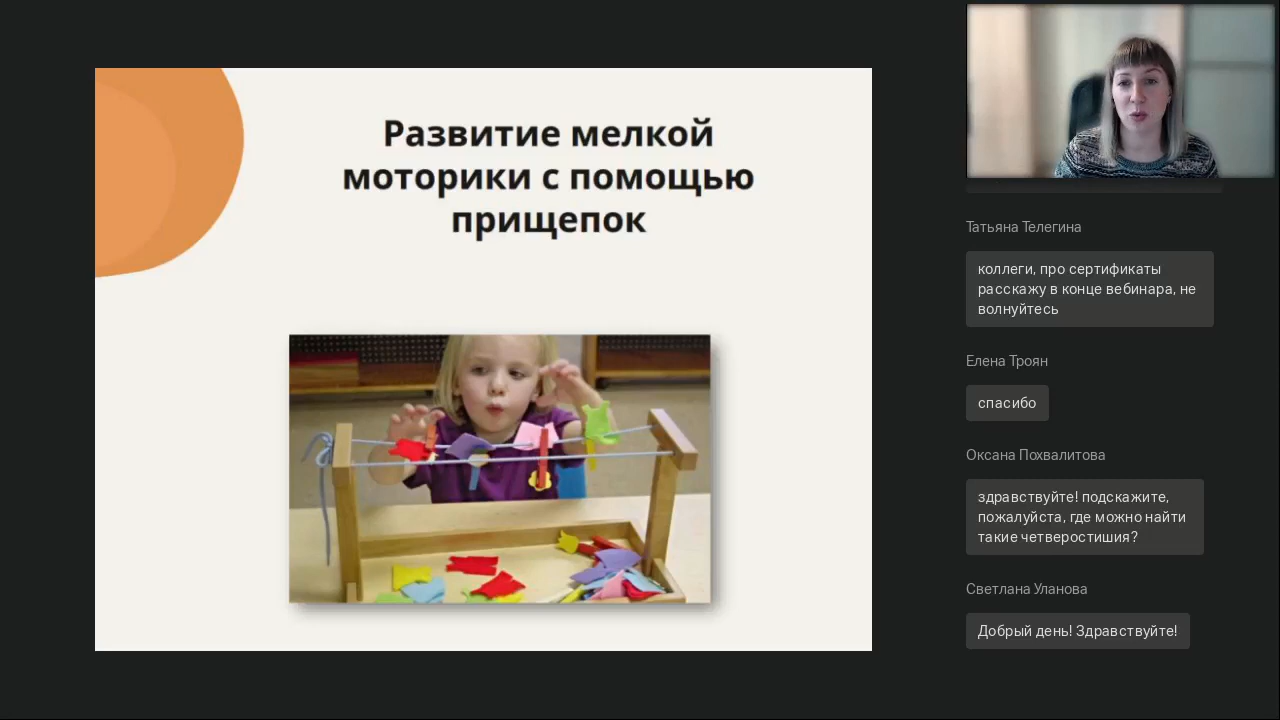 Развитие мелкой
моторики с помощью
прищепок
Татьяна Телегина
коллеги, про сертификаты
расскажу в конце вебинара, не
волнуйтесь
Елена Троян
спасибо
Оксана Похвалитова
здравствуйте! подскажите,
пожалуйста, где можно найти
такие четверостишия?
Светлана Уланова
Добрый день! Здравствуйте!